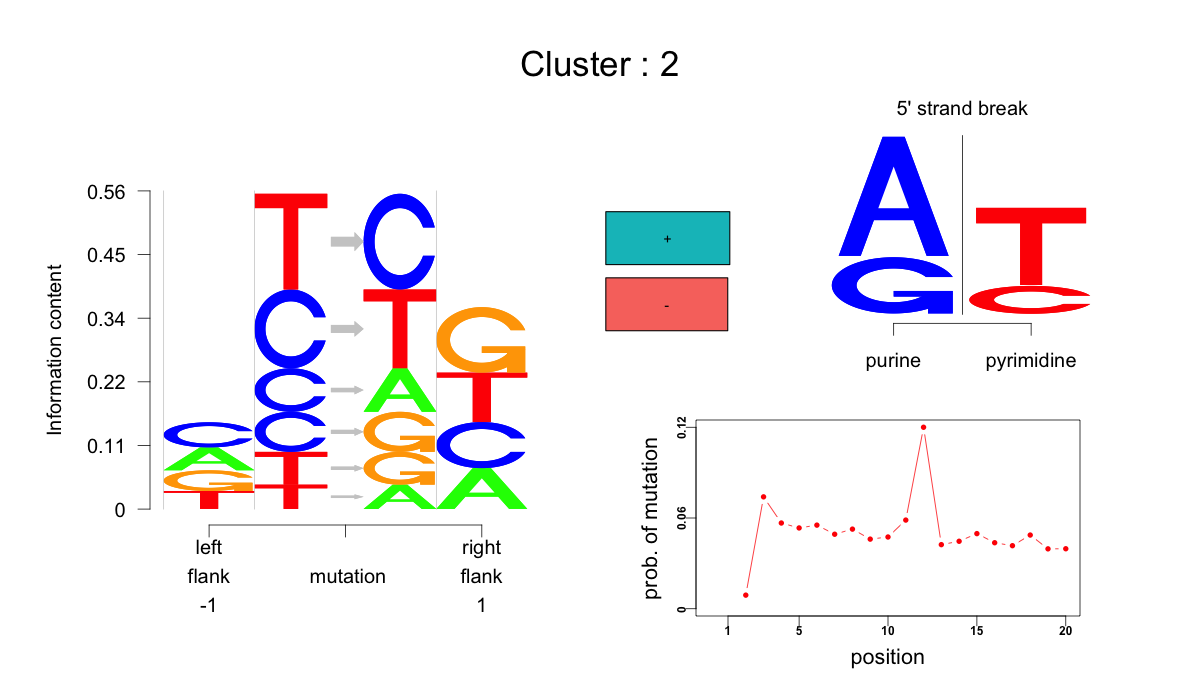 Cluster : 2
5' strand break
A
G
T
C
purine
pyrimidine
Information content
0.56
0.45
0.34
0.22
0.11
0
C
A
G
T
T
C
C
C
T
T
C
T
A
G
G
A
G
T
C
A
left
flank
-1
mutation
right
flank
1
+
-
prob. of mutation
0.12
0.06
0
1
5
10
15
20
position